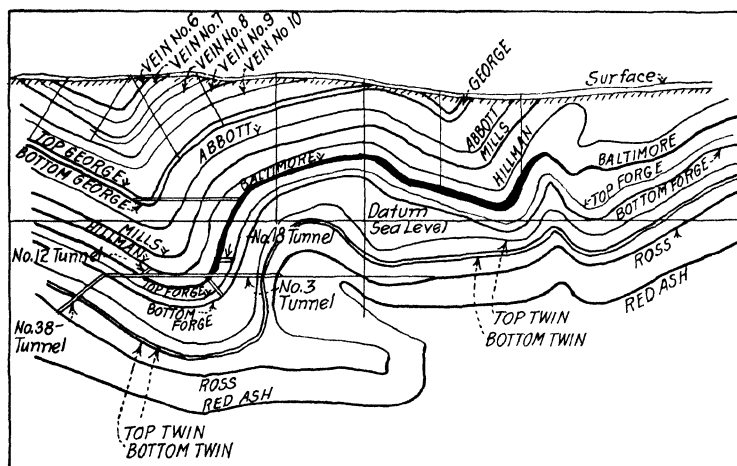 VEIN No.6
VEIN No.7
VEIN No.8
VEIN No.9
VEIN No 10
GEORGE
Surface
TOP GEORGE
BOTTOM GEORGE
ABBOTT
ABBOTT
MILLS
HILLMAN
BALTIMORE
BALTIMORE
TOP FORGE
BOTTOM FORGE
MILLS
HILLMAN
Datum
Sea Level
No.18 Tunnel
ROSS
No.12 Tunnel
TOP FORGE
BOTTOM
FORGE
No.3
Tunnel
RED ASH
No.38-
Tunnel
TOP TWIN
BOTTOM TWIN
ROSS
RED ASH
TOP TWIN
BOTTOM TWIN